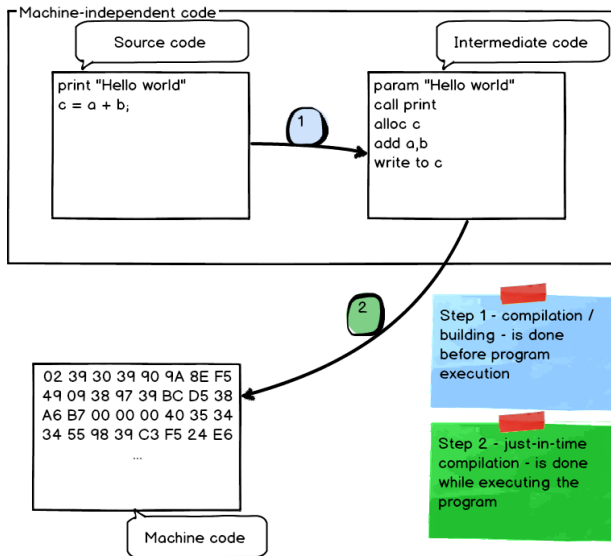 Machine-independent code
Source code
print "Hello world"
c = a + b;
1
Intermediate code
param "Hello world"
call print
alloc c
add a,b
write to c
2
Step 1 - compilation /
building - is done
before program
execution
02 39 30 39 90 9A 8E F5
49 09 38 97 39 BC D5 38
A6 B7 00 00 00 40 35 34
34 55 98 39 C3 F5 24 E6
...
Machine code
Step 2 - just-in-time
compilation - is done
while executing the
program